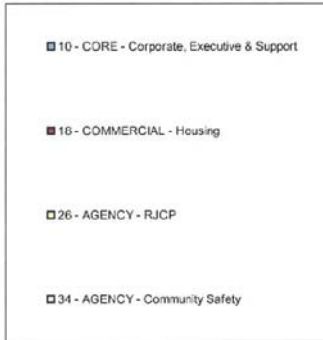 10 - CORE - Corporate, Executive & Support
18 - COMMERCIAL - Housing
26 - AGENCY - RJCP
34 - AGENCY - Community Safety